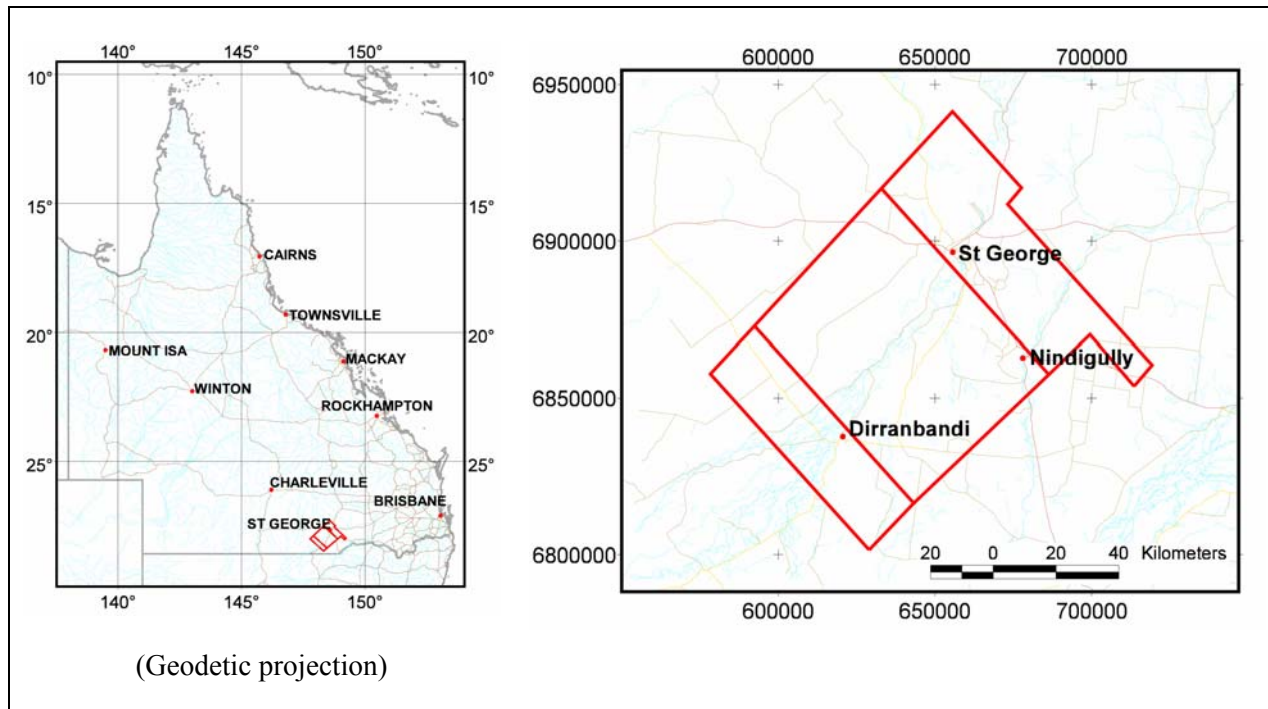 140° 145° 150°
10° 10°
15° 15°
20° 20°
25° 25°
140° 145° 150°
CAIRNS
TOWNSVILLE
MOUNT ISA
MACKAY
WINTON
ROCKHAMPTON
CHARLEVILLE
BRISBANE
ST GEORGE
(Geodetic projection)
600000 650000 700000
6950000
6900000
6850000
6800000
St George
Nindigully
Dirranbandi
20 0 20 40 Kilometers
600000 650000 700000